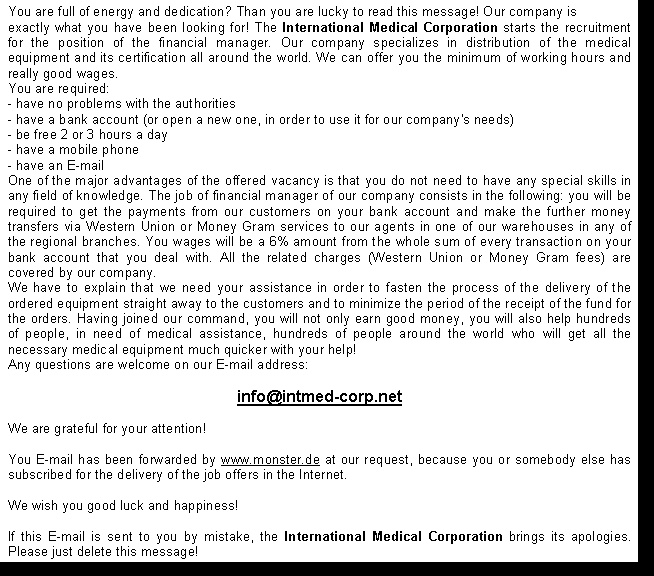 You are full of energy and dedication? Than you are lucky to read this message! Our company is
exactly what you have been looking for! The International Medical Corporation starts the recruitment
for the position of the financial manager. Our company specializes in distribution of the medical
equipment and its certification all around the world. We can offer you the minimum of working hours and
really good wages.
You are required:
- have no problems with the authorities
- have a bank account (or open a new one, in order to use it for our company's needs)
- be free 2 or 3 hours a day
- have a mobile phone
- have an E-mail
One of the major advantages of the offered vacancy is that you do not need to have any special skills in
any field of knowledge. The job of financial manager of our company consists in the following: you will be
required to get the payments from our customers on your bank account and make the further money
transfers via Western Union or Money Gram services to our agents in one of our warehouses in any of
the regional branches. You wages will be a 6% amount from the whole sum of every transaction on your
bank account that you deal with. All the related charges (Western Union or Money Gram fees) are
covered by our company.
We have to explain that we need your assistance in order to fasten the process of the delivery of the
ordered equipment straight away to the customers and to minimize the period of the receipt of the fund for
the orders. Having joined our command, you will not only earn good money, you will also help hundreds
of people, in need of medical assistance, hundreds of people around the world who will get all the
necessary medical equipment much quicker with your help!
Any questions are welcome on our E-mail address:
info@intmed-corp.net
We are grateful for your attention!
You E-mail has been forwarded by www.monster.de at our request, because you or somebody else has
subscribed for the delivery of the job offers in the Internet.
We wish you good luck and happiness!
If this E-mail is sent to you by mistake, the International Medical Corporation brings its apologies.
Please just delete this message!